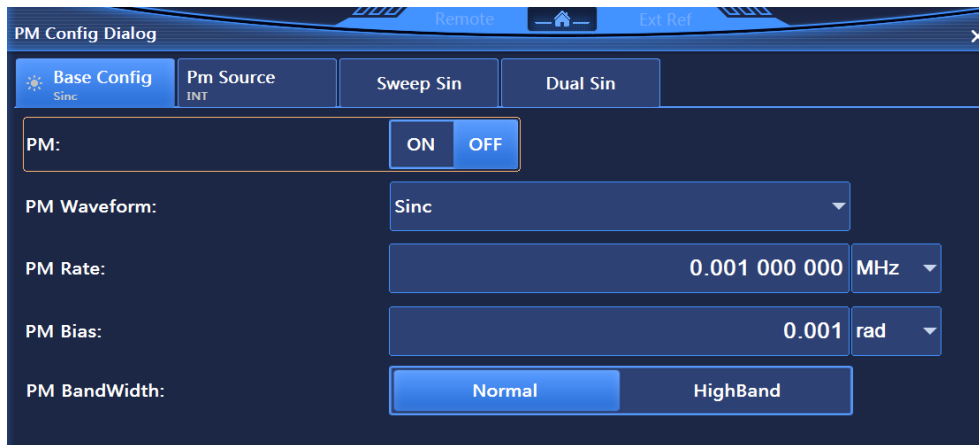 Remote Ext Ref
PM Config Dialog
Base Config
Sinc
Pm Source
INT
Sweep Sin
Dual Sin
PM: ON OFF
PM Waveform: Sinc
PM Rate: 0.001 000 000 MHz
PM Bias: 0.001 rad
PM BandWidth: Normal HighBand